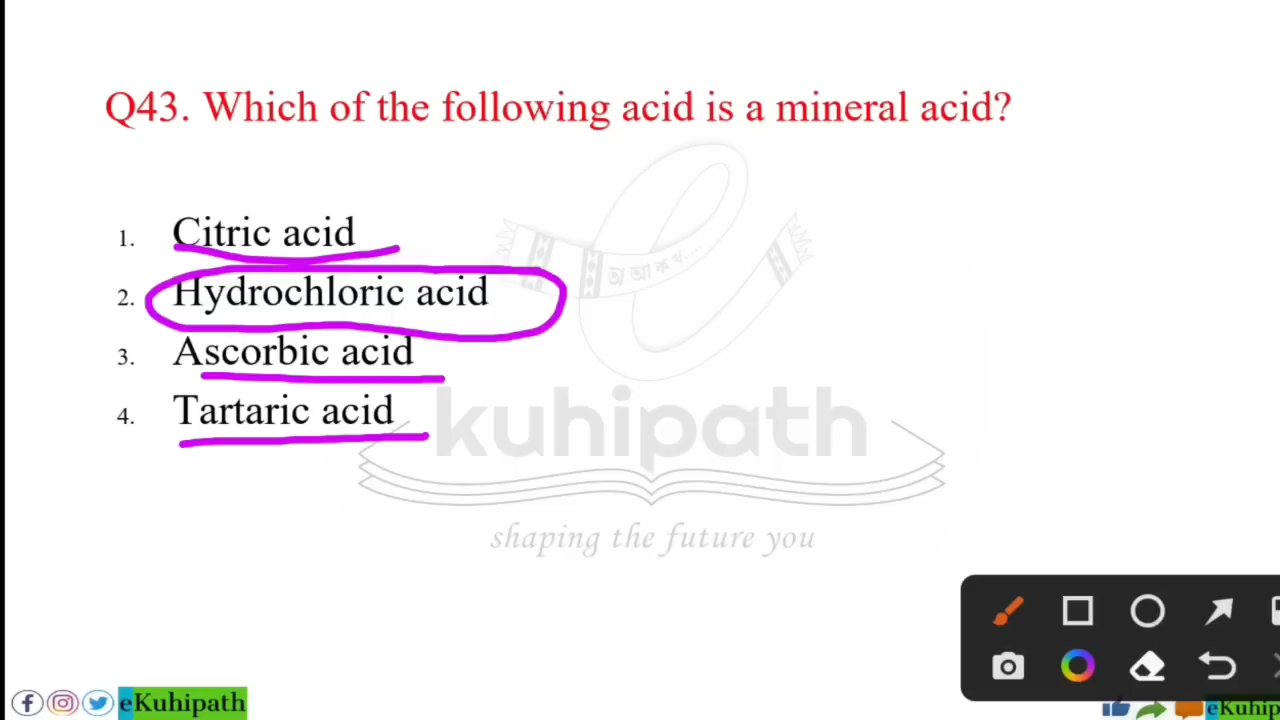 Q43. Which of the following acid is a mineral acid?
1. Citric acid
2. Hydrochloric acid
3. Ascorbic acid
4. Tartaric acid
অ আ ক খ....
kuhipath
shaping the future you
eKuhipath
eKuhip